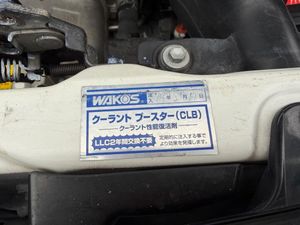 WAKO'S
クーラント ブースター(CLB)
クーラント性能復活剤
LLC2年間交換不要
定期的に注入する事で
より効果を発揮します。